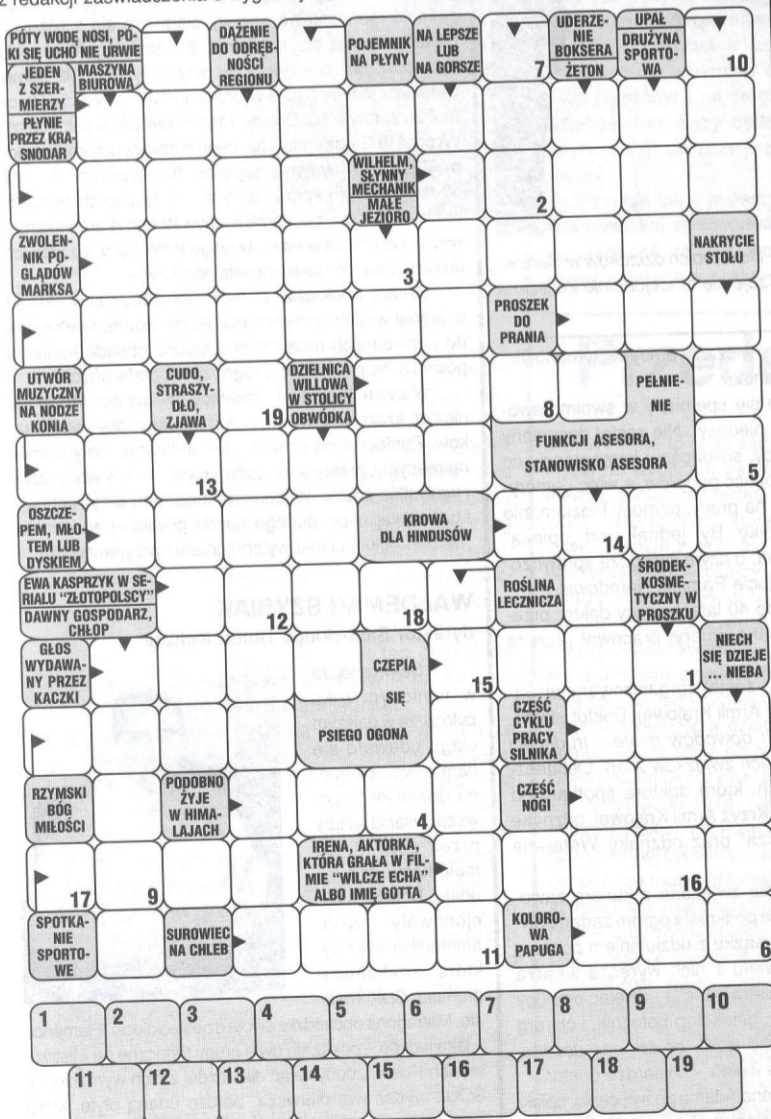 z redakcji zaświadczenia
PÓTY WODĘ NOSI, PÓ-
KI SIĘ UCHO NIE URWIE
JEDEN
Z SZER-
MIERZY
MASZYNA
BIUROWA
PŁYNIE
PRZEZ KRA-
SNODAR
DĄŻENIE
DO ODRĘB-
NOŚCI
REGIONU
POJEMNIK
NA PŁYNY
NA LEPSZE
LUB
NA GORSZE
7
UDERZE-
NIE
BOKSERA
ŻETON
UPAŁ
DRUŻYNA
SPORTO-
WA
10
WILHELM,
SŁYNNY
MECHANIK
MAŁE
JEZIORO
2
ZWOLEN-
NIK PO-
GLĄDÓW
MARKSA
3
NAKRYCIE
STOŁU
PROSZEK
DO
PRANIA
UTWÓR
MUZYCZNY
NA NODZE
KONIA
CUDO,
STRASZY-
DŁO,
ZJAWA
19
DZIELNICA
WILLOWA
W STOLICY
OBWÓDKA
8
PEŁNIE-
NIE
FUNKCJI ASESORA,
STANOWISKO ASESORA
13
5
OSZCZE-
PEM, MŁO-
TEM LUB
DYSKIEM
KROWA
DLA HINDUSÓW
14
EWA KASPRZYK W SE-
RIALU "ZŁOTOPOLSCY"
DAWNY GOSPODARZ,
CHŁOP
12
18
ROŚLINA
LECZNICA
ŚRODEK-
KOSME-
TYCZNY W
PROSZKU
GŁOS
WYDAWA-
NY PRZEZ
KACZKI
CZEPIA
SIĘ
PSIEGO OGONA
15
1
NIECH
SIĘ DZIEJE
... NIEBA
CZĘŚĆ
CYKLU
PRACY
SILNIKA
RZYMSKI
BÓG
MIŁOŚCI
PODOBNO
ŻYJE
W HIMA-
LAJACH
4
CZĘŚĆ
NOGI
17
9
IRENA, AKTORKA,
KTÓRA GRAŁA W FIL-
MIE "WILCZE ECHA"
ALBO IMIĘ GOTTA
16
SPOTKA-
NIE
SPORTO-
WE
SUROWIEC
NA CHLEB
11
KOLORO-
WA
PAPUGA
6
1 2 3 4 5 6 7 8 9 10
11 12 13 14 15 16 17 18 19